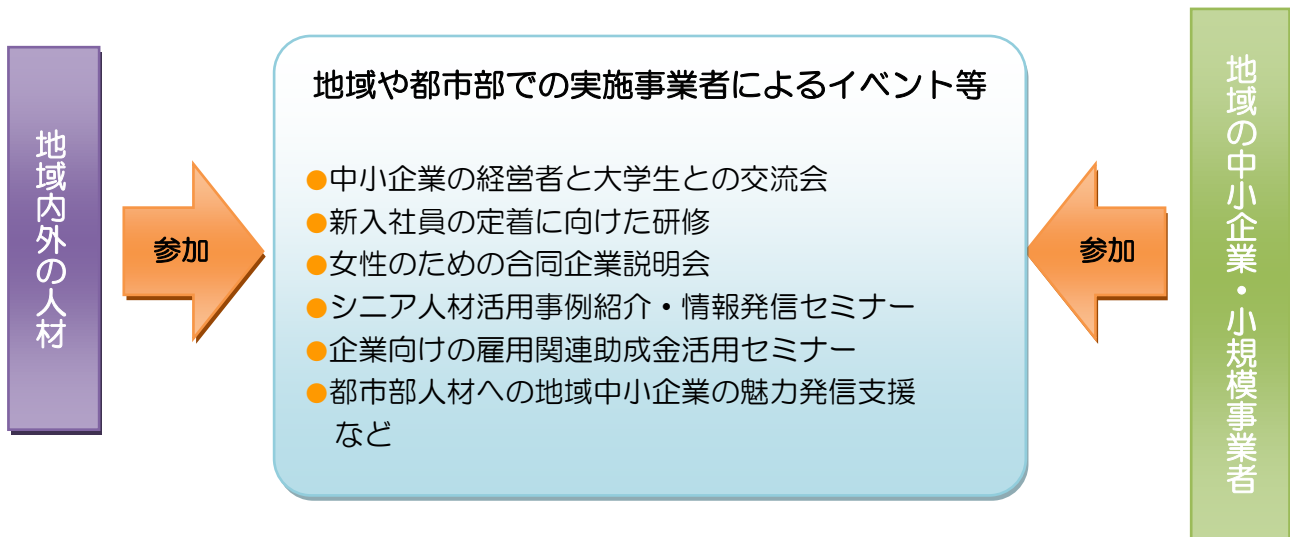 地域内外の人材
参加
地域や都市部での実施事業者によるイベント等
●中小企業の経営者と大学生との交流会
●新入社員の定着に向けた研修
●女性のための合同企業説明会
●シニア人材活用事例紹介・情報発信セミナー
●企業向けの雇用関連助成金活用セミナー
●都市部人材への地域中小企業の魅力発信支援
など
参加
地域の中小企業・小規模事業者